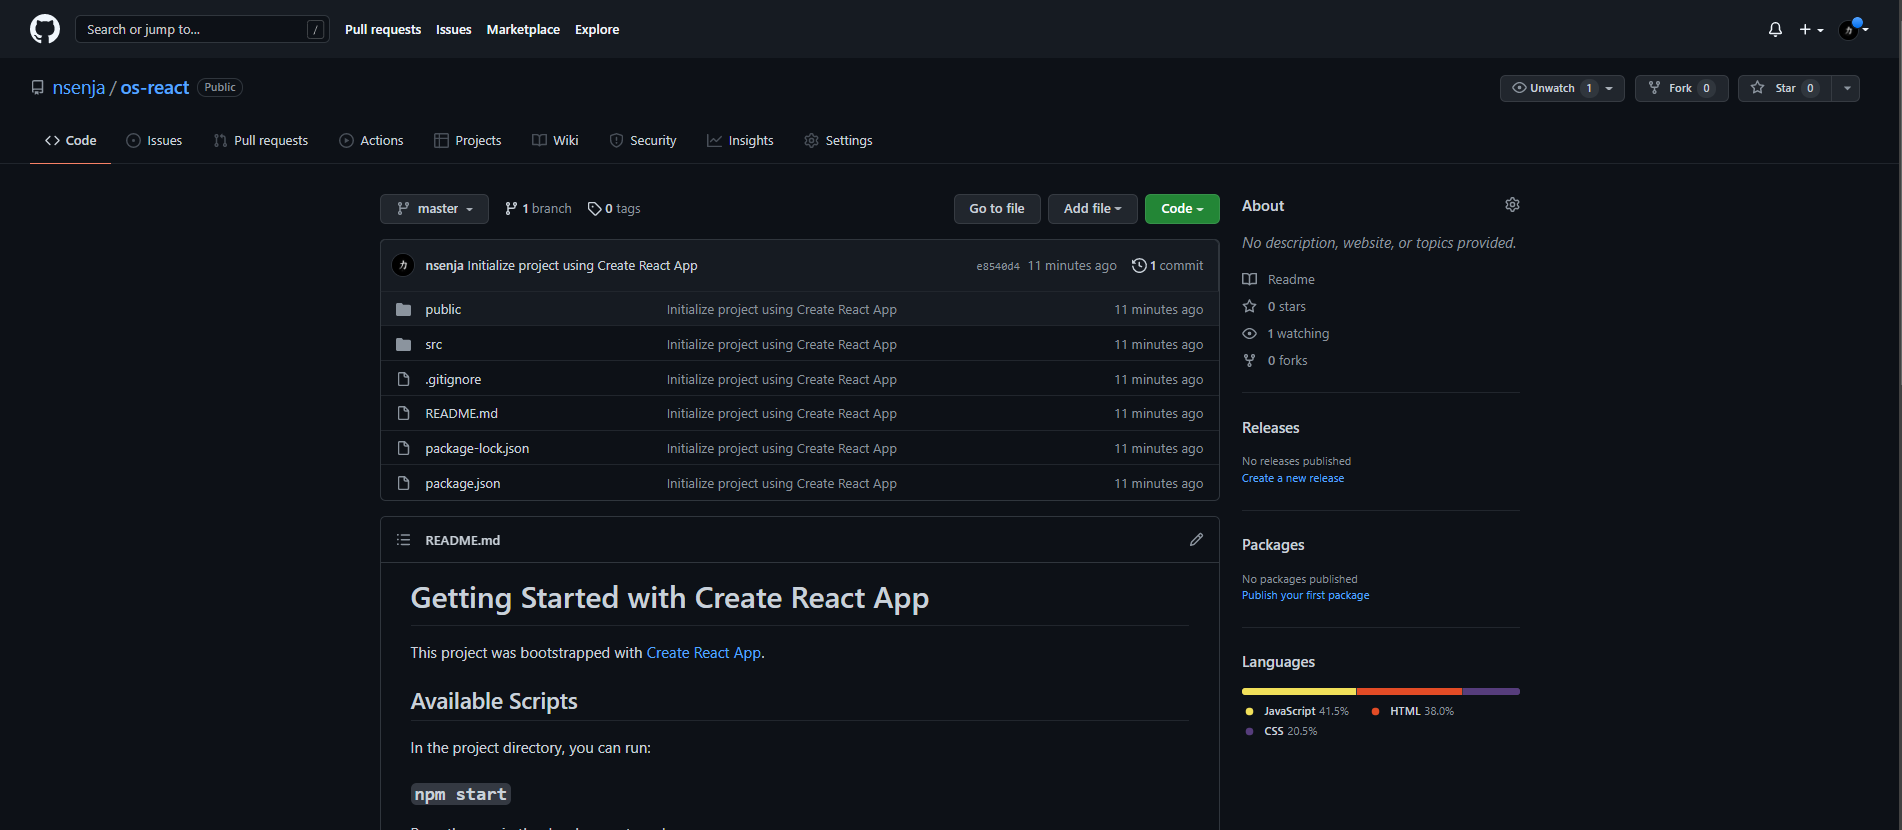 Search or jump to... /
Pull requests Issues Marketplace Explore
nsenja / os-react Public
Unwatch 1 Fork 0 Star 0
Code Issues Pull requests Actions Projects Wiki Security Insights Settings
master 1 branch 0 tags Go to file Add file Code
nsenja Initialize project using Create React App e8540d4 11 minutes ago 1 commit
public Initialize project using Create React App 11 minutes ago
src Initialize project using Create React App 11 minutes ago
.gitignore Initialize project using Create React App 11 minutes ago
README.md Initialize project using Create React App 11 minutes ago
package-lock.json Initialize project using Create React App 11 minutes ago
package.json Initialize project using Create React App 11 minutes ago
README.md
Getting Started with Create React App
This project was bootstrapped with Create React App.
Available Scripts
In the project directory, you can run:
npm start
About
No description, website, or topics provided.
Readme
0 stars
1 watching
0 forks
Releases
No releases published
Create a new release
Packages
No packages published
Publish your first package
Languages
JavaScript 41.5% HTML 38.0%
CSS 20.5%